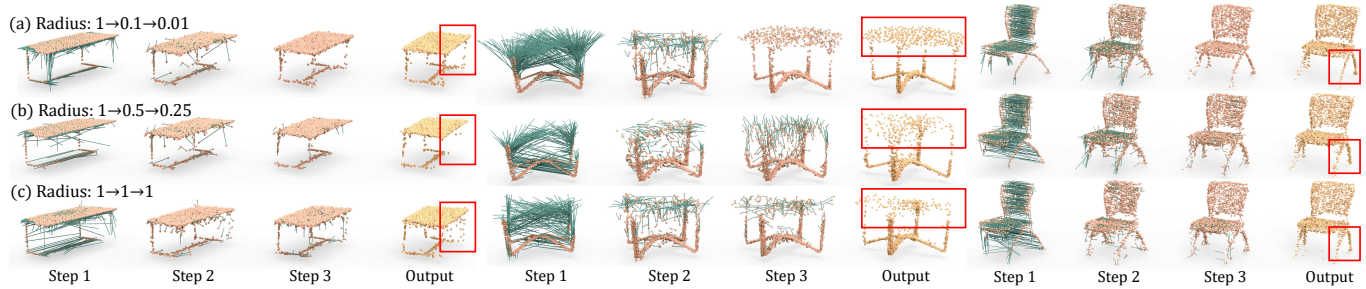 (a) Radius: 1→0.1→0.01
(b) Radius: 1→0.5→0.25
(c) Radius: 1→1→1
Step 1 Step 2 Step 3 Output Step 1 Step 2 Step 3 Output Step 1 Step 2 Step 3 Output